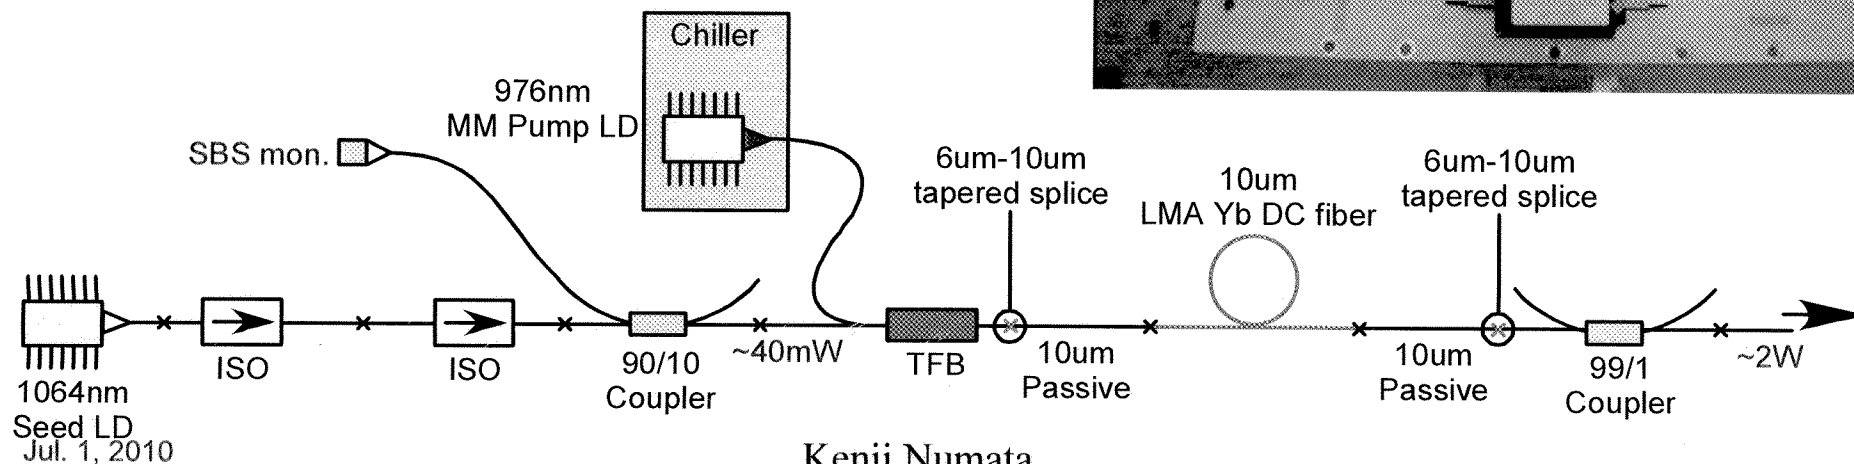 Chiller
976nm
MM Pump LD
SBS mon.
6um-10um
tapered splice
10um
LMA Yb DC fiber
6um-10um
tapered splice
1064nm
Seed LD
ISO
ISO
90/10
Coupler
~40mW
TFB
10um
Passive
10um
Passive
99/1
Coupler
~2W
Jul. 1, 2010
Kenji Numata